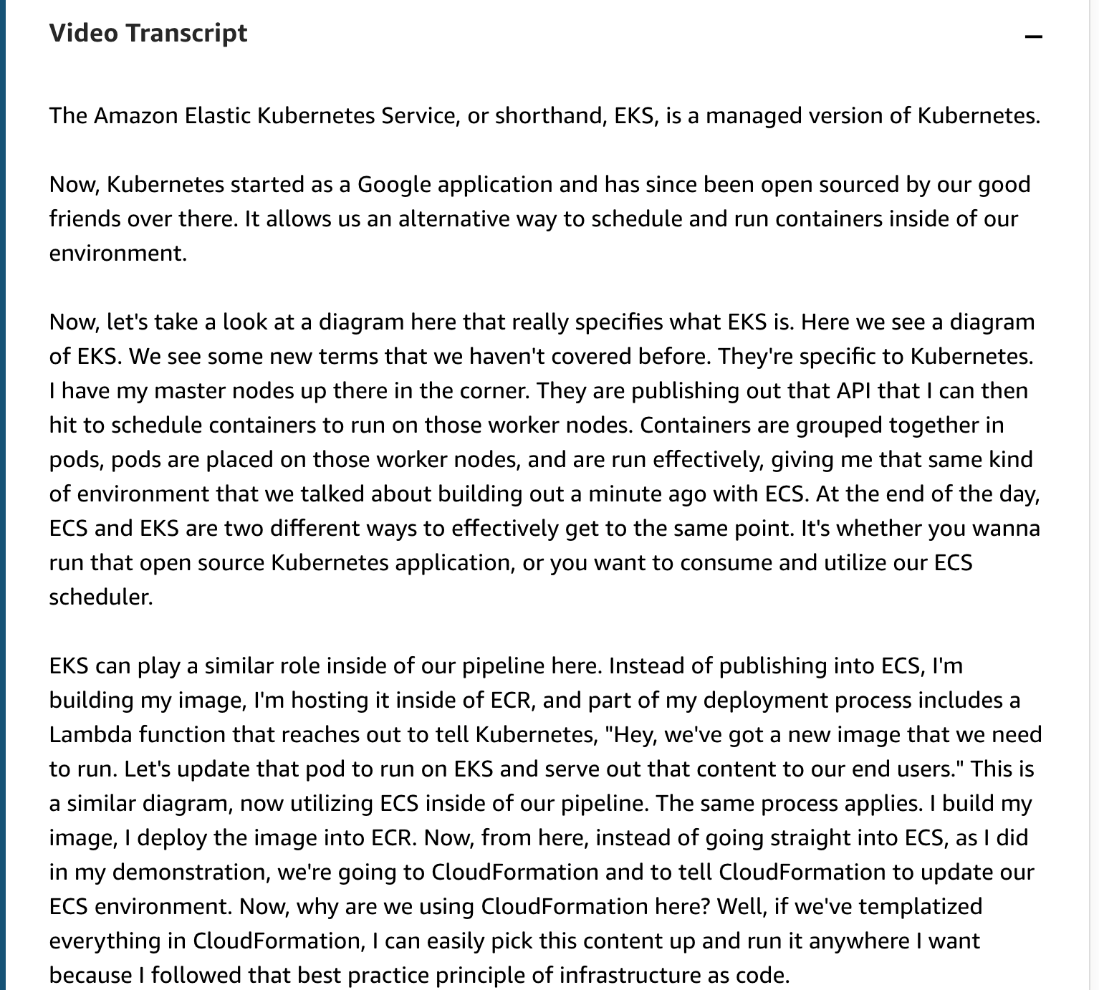 Video Transcript
The Amazon Elastic Kubernetes Service, or shorthand, EKS, is a managed version of Kubernetes.
Now, Kubernetes started as a Google application and has since been open sourced by our good
friends over there. It allows us an alternative way to schedule and run containers inside of our
environment.
Now, let's take a look at a diagram here that really specifies what EKS is. Here we see a diagram
of EKS. We see some new terms that we haven't covered before. They're specific to Kubernetes.
I have my master nodes up there in the corner. They are publishing out that API that I can then
hit to schedule containers to run on those worker nodes. Containers are grouped together in
pods, pods are placed on those worker nodes, and are run effectively, giving me that same kind
of environment that we talked about building out a minute ago with ECS. At the end of the day,
ECS and EKS are two different ways to effectively get to the same point. It's whether you wanna
run that open source Kubernetes application, or you want to consume and utilize our ECS
scheduler.
EKS can play a similar role inside of our pipeline here. Instead of publishing into ECS, I'm
building my image, I'm hosting it inside of ECR, and part of my deployment process includes a
Lambda function that reaches out to tell Kubernetes, "Hey, we've got a new image that we need
to run. Let's update that pod to run on EKS and serve out that content to our end users." This is
a similar diagram, now utilizing ECS inside of our pipeline. The same process applies. I build my
image, I deploy the image into ECR. Now, from here, instead of going straight into ECS, as I did
in my demonstration, we're going to CloudFormation and to tell CloudFormation to update our
ECS environment. Now, why are we using CloudFormation here? Well, if we've templatized
everything in CloudFormation, I can easily pick this content up and run it anywhere I want
because I followed that best practice principle of infrastructure as code.